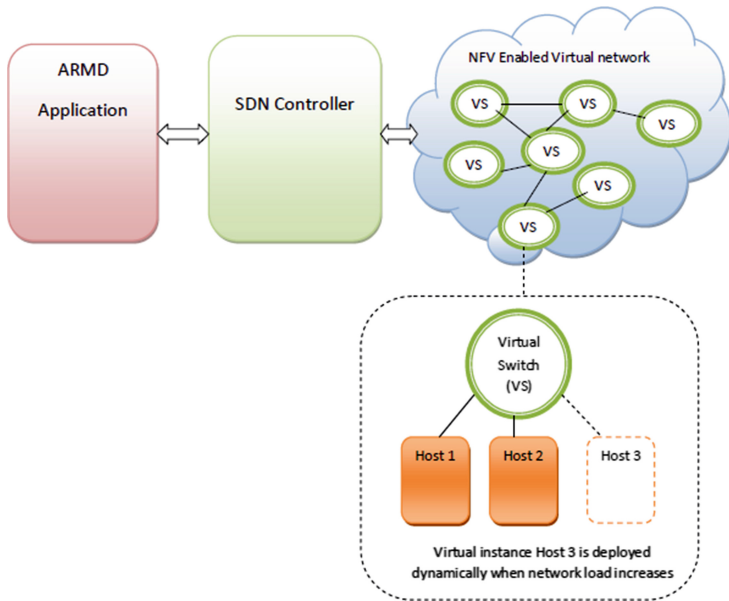 ARMD
Application
SDN Controller
NFV Enabled Virtual network
VS
VS
VS
VS
VS
VS
VS
Virtual
Switch
(VS)
Host 1
Host 2
Host 3
Virtual instance Host 3 is deployed
dynamically when network load increases